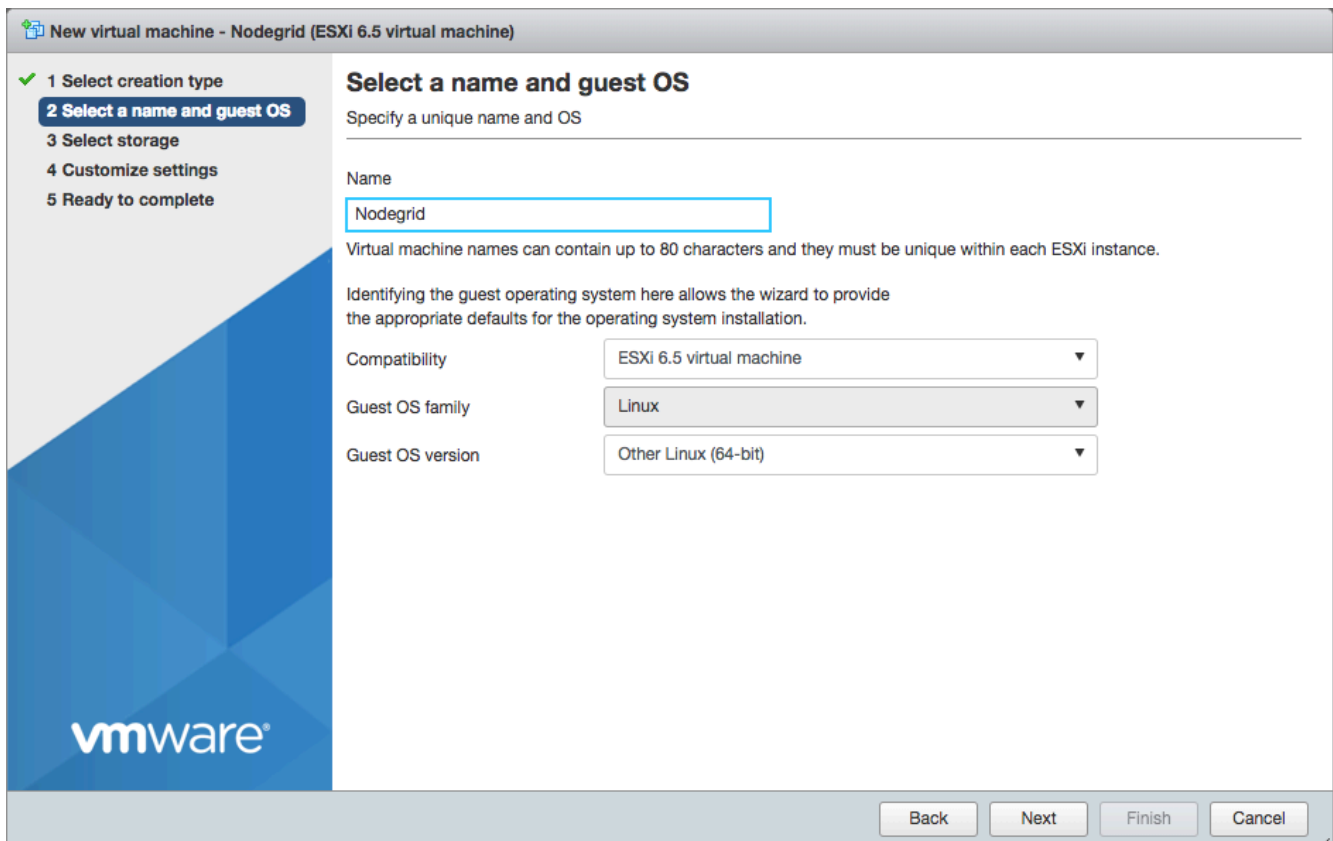 New virtual machine - Nodegrid (ESXi 6.5 virtual machine)
1 Select creation type
2 Select a name and guest OS
3 Select storage
4 Customize settings
5 Ready to complete
Select a name and guest OS
Specify a unique name and OS
Name
Nodegrid
Virtual machine names can contain up to 80 characters and they must be unique within each ESXi instance.
Identifying the guest operating system here allows the wizard to provide
the appropriate defaults for the operating system installation.
Compatibility
ESXi 6.5 virtual machine
Guest OS family
Linux
Guest OS version
Other Linux (64-bit)
vmware®
Back
Next
Finish
Cancel